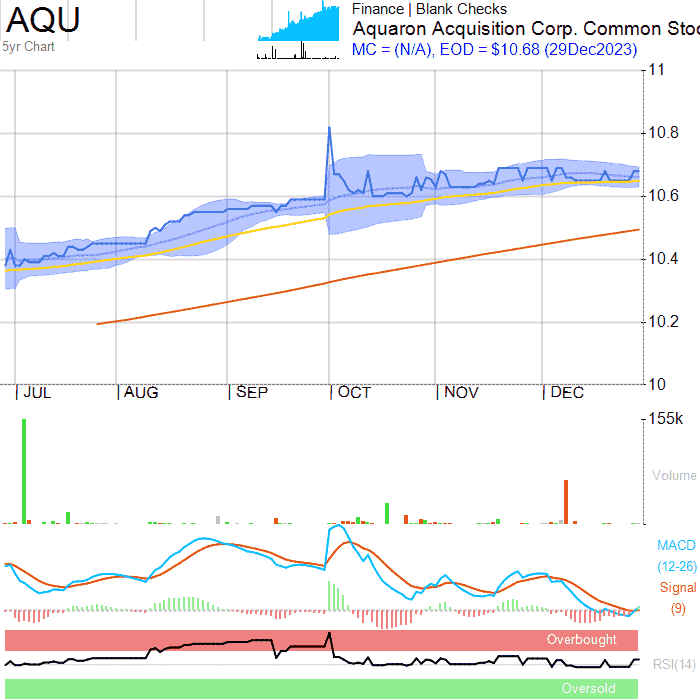 AQU
5yr Chart
Finance | Blank Checks
Aquaron Acquisition Corp. Common Stoc
MC = (N/A), EOD = $10.68 (29Dec2023)
11
10.8
10.6
10.4
10.2
10
JUL AUG SEP OCT NOV DEC
155k
Volume
MACD
(12-26)
Signal
(9)
Overbought
RSI(14)
Oversold